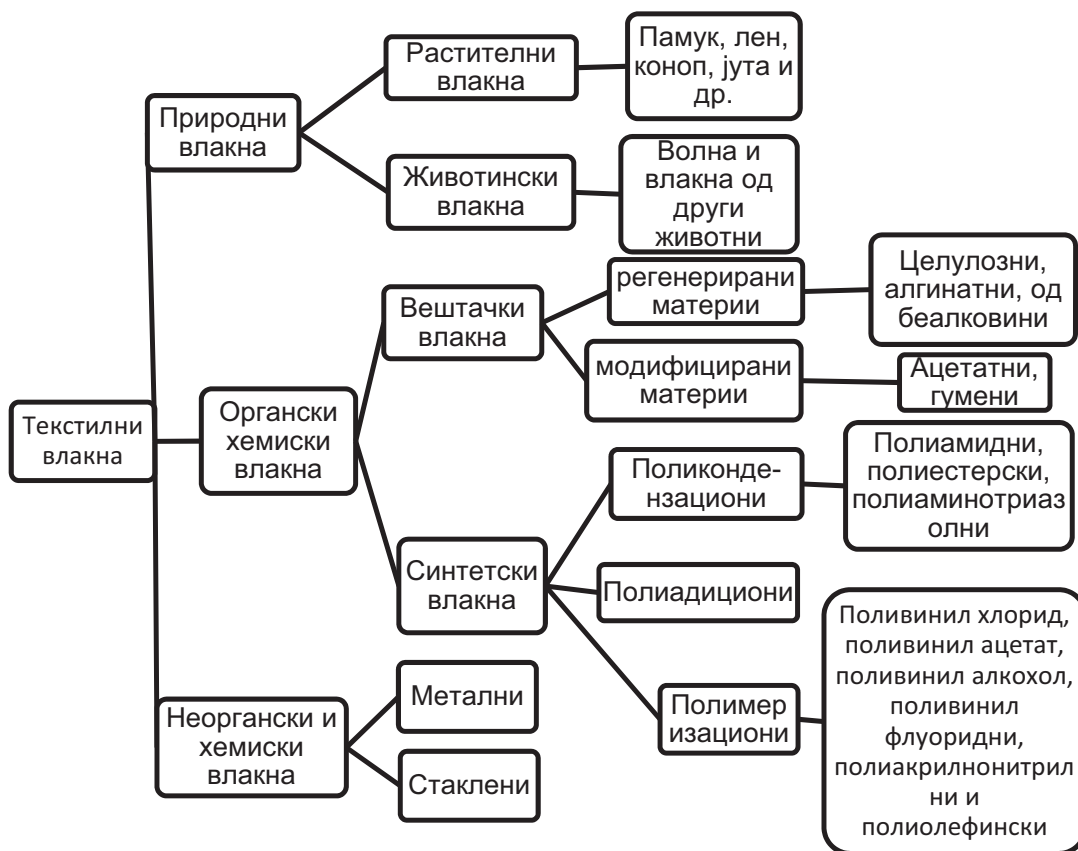 Текстилни
влакна
Природни
влакна
Растителни
влакна
Памук, лен,
коноп, јута и
др.
Животински
влакна
Волна и
влакна од
други
животни
Органски
хемиски
влакна
Вештачки
влакна
регенерирани
материи
Целулозни,
алгинатни, од
беалковини
модифицирани
материи
Ацетатни,
гумени
Синтетски
влакна
Поликонде-
нзациони
Полиамидни,
полиестерски,
полиаминотриаз
олни
Полиадициони
Полимер
изациони
Поливинил хлорид,
поливинил ацетат,
поливинил алкохол,
поливинил
флуоридни,
полиакрилнонитрил
ни и
полиолефински
Неоргански и
хемиски
влакна
Метални
Стаклени